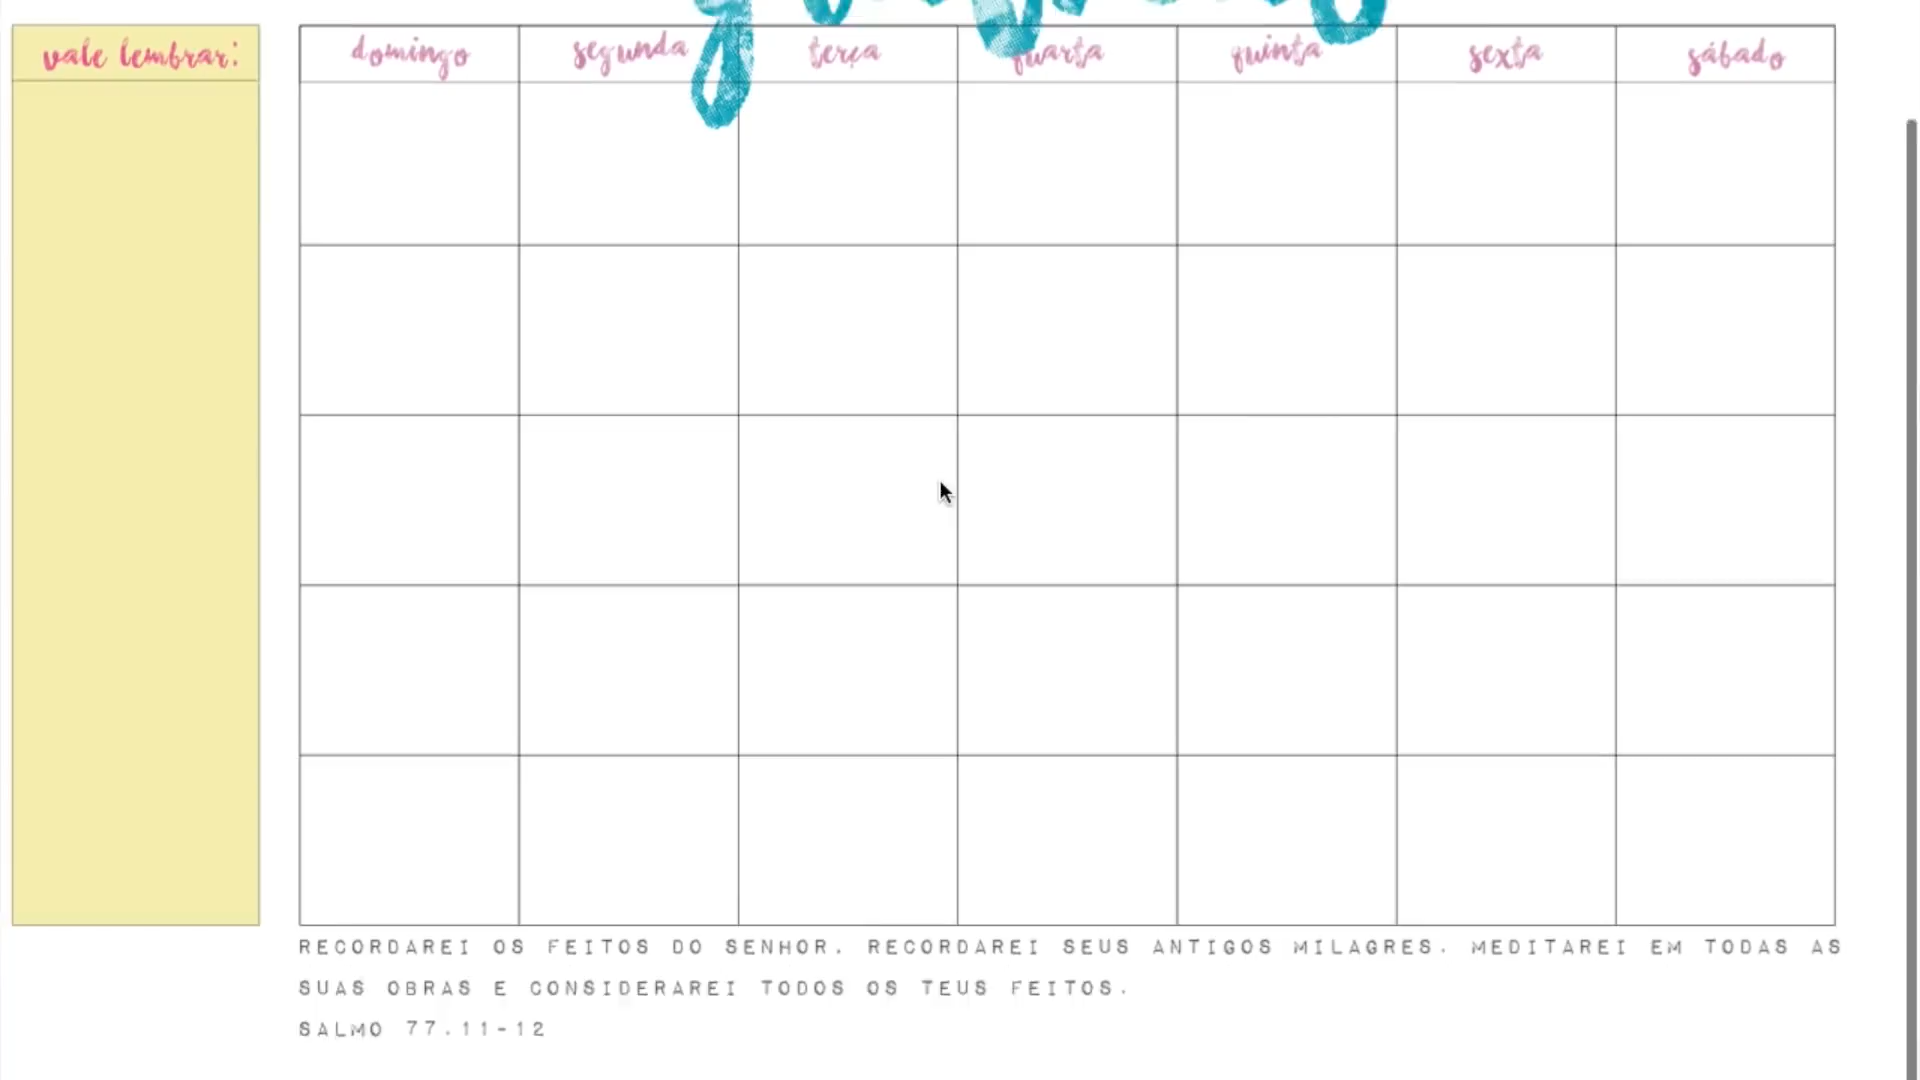 vale lembrar:
domingo segunda terça quarta quinta sexta sábado
RECORDAREI OS FEITOS DO SENHOR. RECORDAREI SEUS ANTIGOS MILAGRES. MEDITAREI EM TODAS AS
SUAS OBRAS E CONSIDERAREI TODOS OS TEUS FEITOS.
SALMO 77.11-12